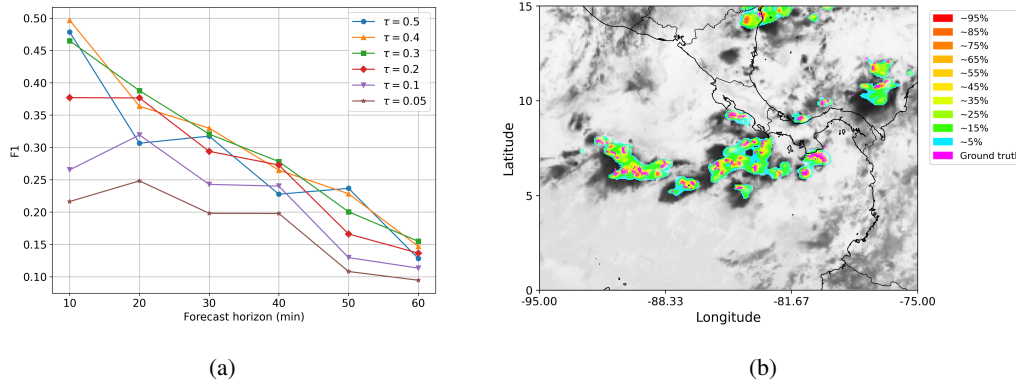 0.50
0.45
0.40
0.35
0.30
0.25
0.20
0.15
0.10
F1
10
20
30
40
50
60
Forecast horizon (min)
τ = 0.5
τ = 0.4
τ = 0.3
τ = 0.2
τ = 0.1
τ = 0.05
(a)
15
10
5
0
Latitude
-95.00
-88.33
-81.67
-75.00
Longitude
~95%
~85%
~75%
~65%
~55%
~45%
~35%
~25%
~15%
~5%
Ground truth
(b)